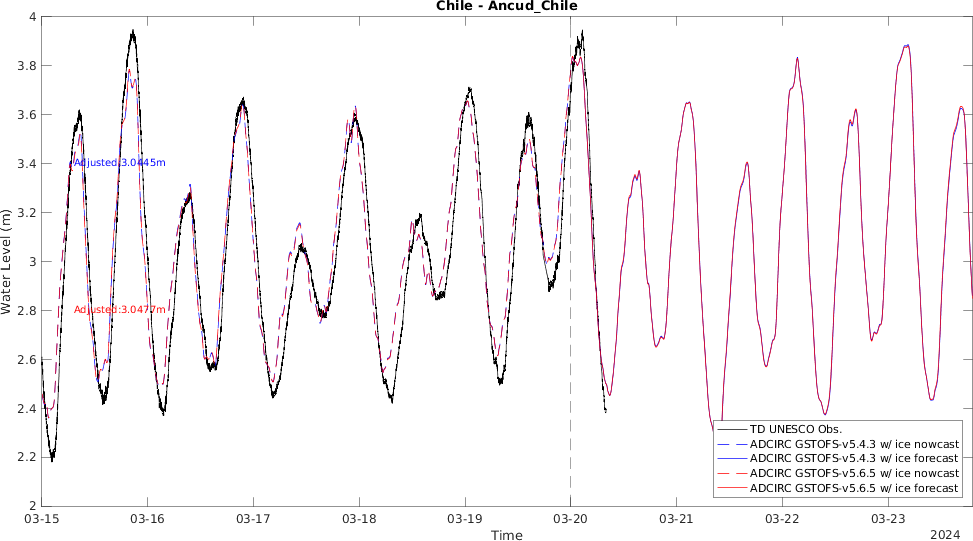 Chile - Ancud_Chile
4
3.8
3.6
3.4
3.2
3
2.8
2.6
2.4
2.2
2
Water Level (m)
Adjusted:3.0445m
Adjusted:3.0477m
TD UNESCO Obs.
ADCIRC GSTOFS-v5.4.3 w/ ice nowcast
ADCIRC GSTOFS-v5.4.3 w/ ice forecast
ADCIRC GSTOFS-v5.6.5 w/ ice nowcast
ADCIRC GSTOFS-v5.6.5 w/ ice forecast
03-15 03-16 03-17 03-18 03-19 03-20 03-21 03-22 03-23
Time
2024